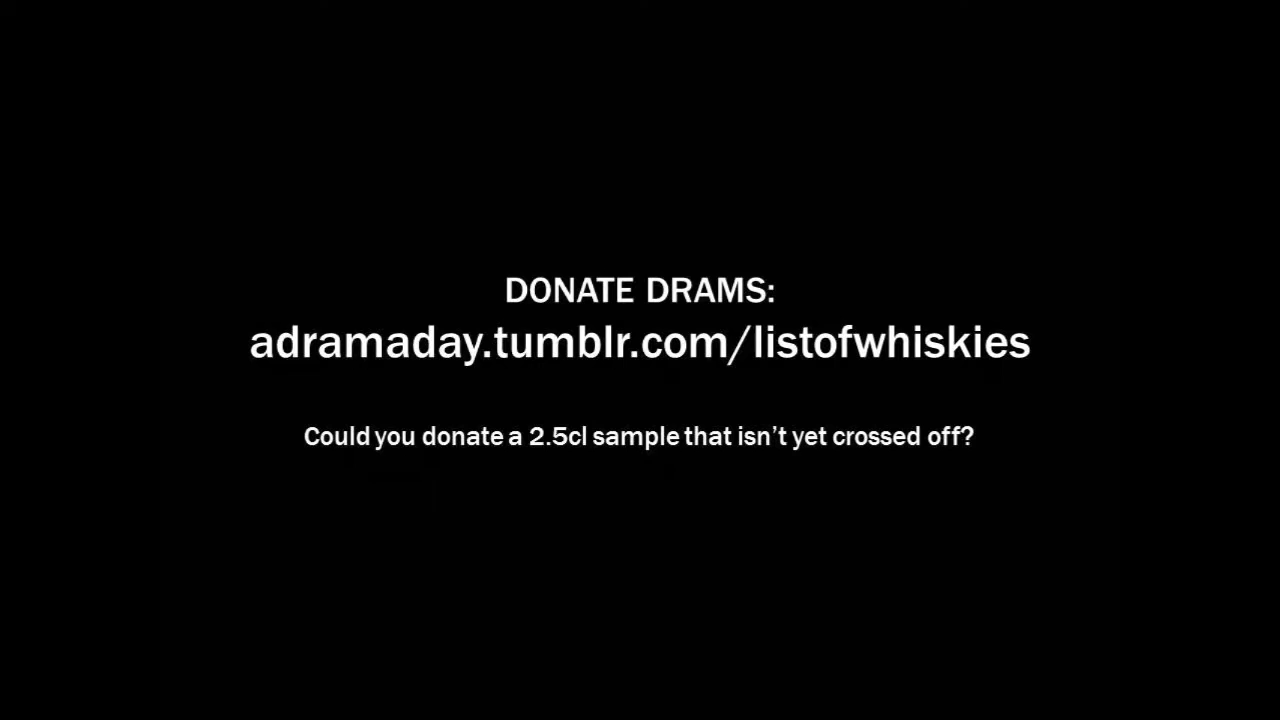 DONATE DRAMS:
adramaday.tumblr.com/listofwhiskies
Could you donate a 2.5cl sample that isn’t yet crossed off?